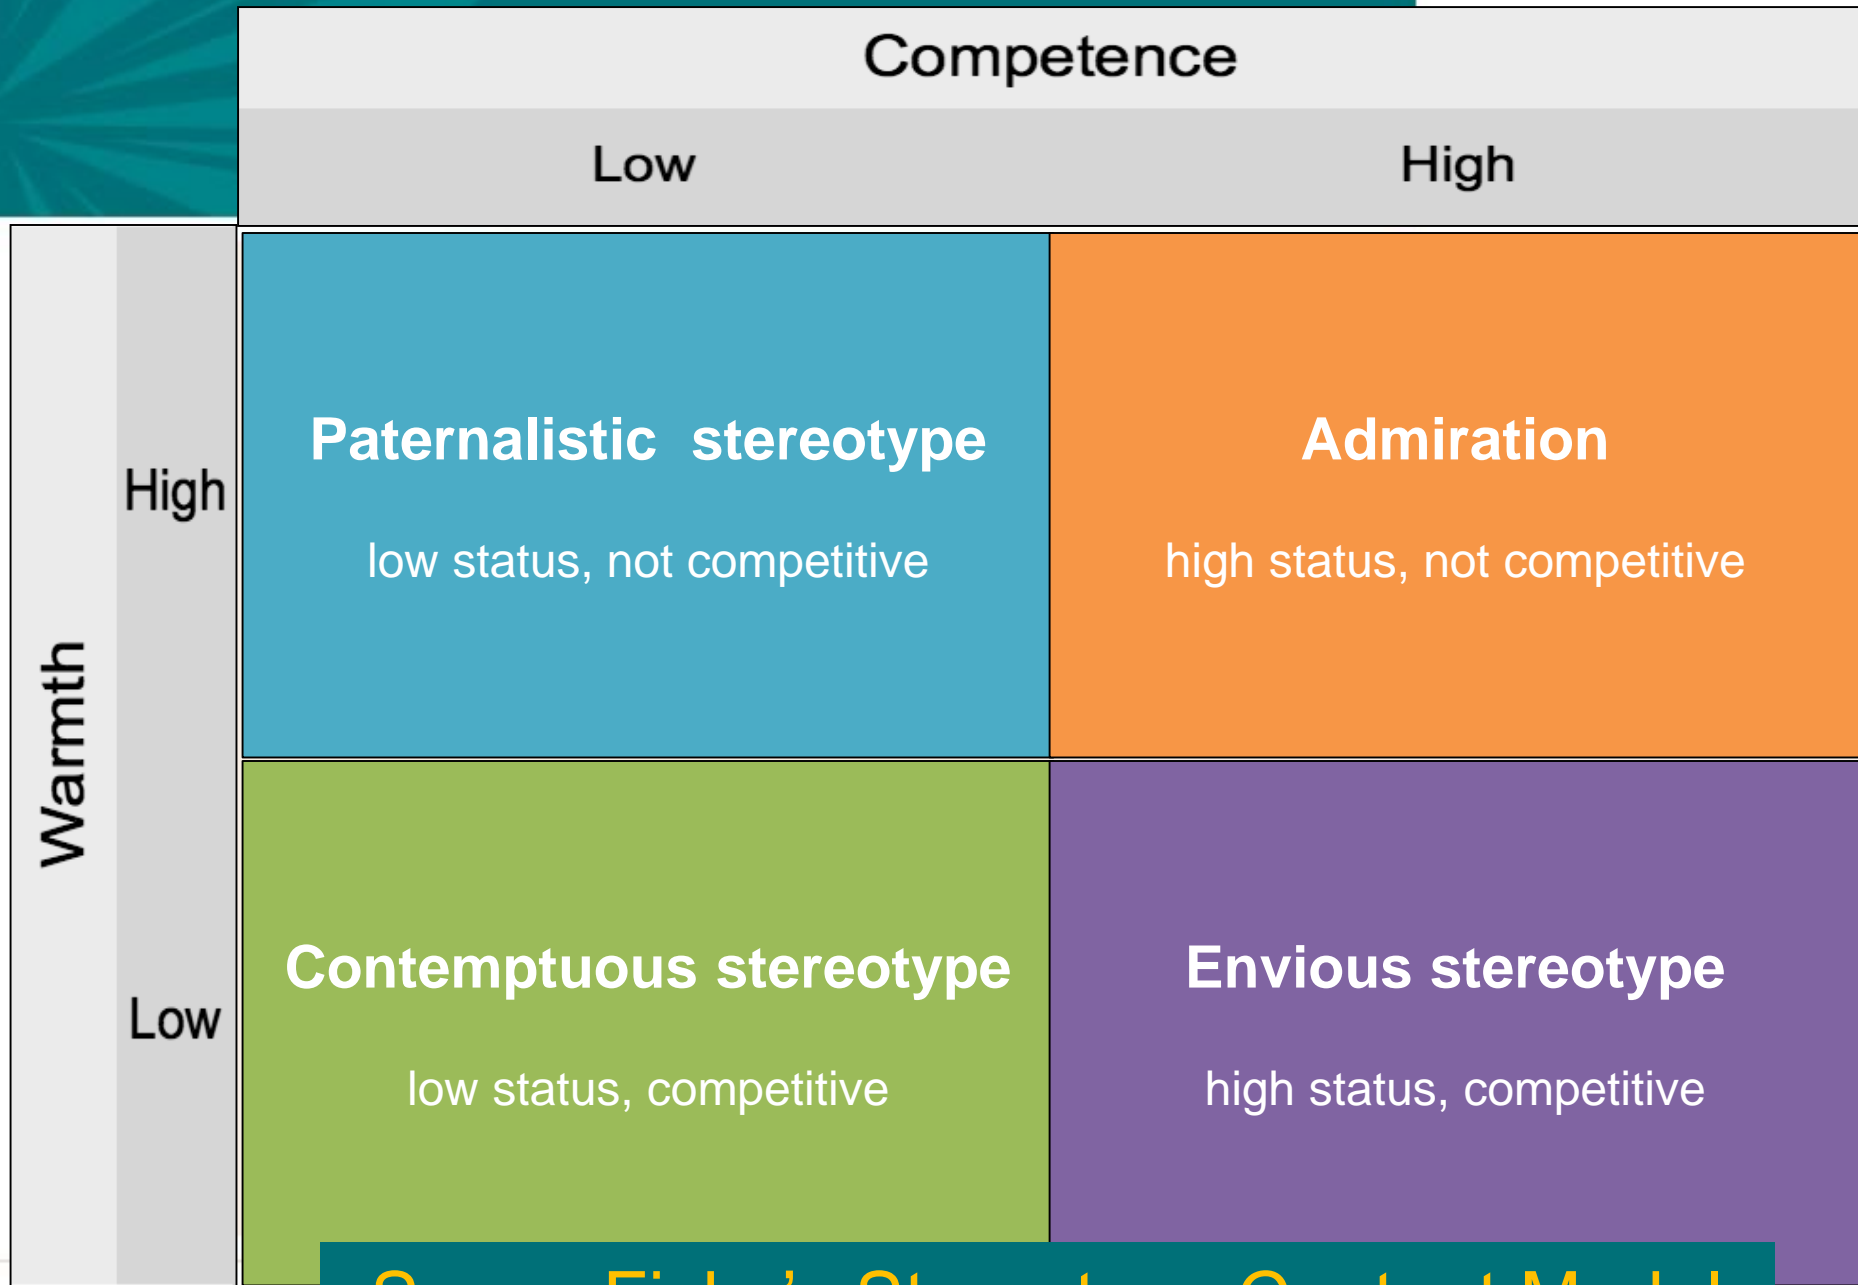 Competence
Low
High
Warmth
High
Paternalistic stereotype
low status, not competitive
Admiration
high status, not competitive
Low
Contemptuous stereotype
low status, competitive
Envious stereotype
high status, competitive